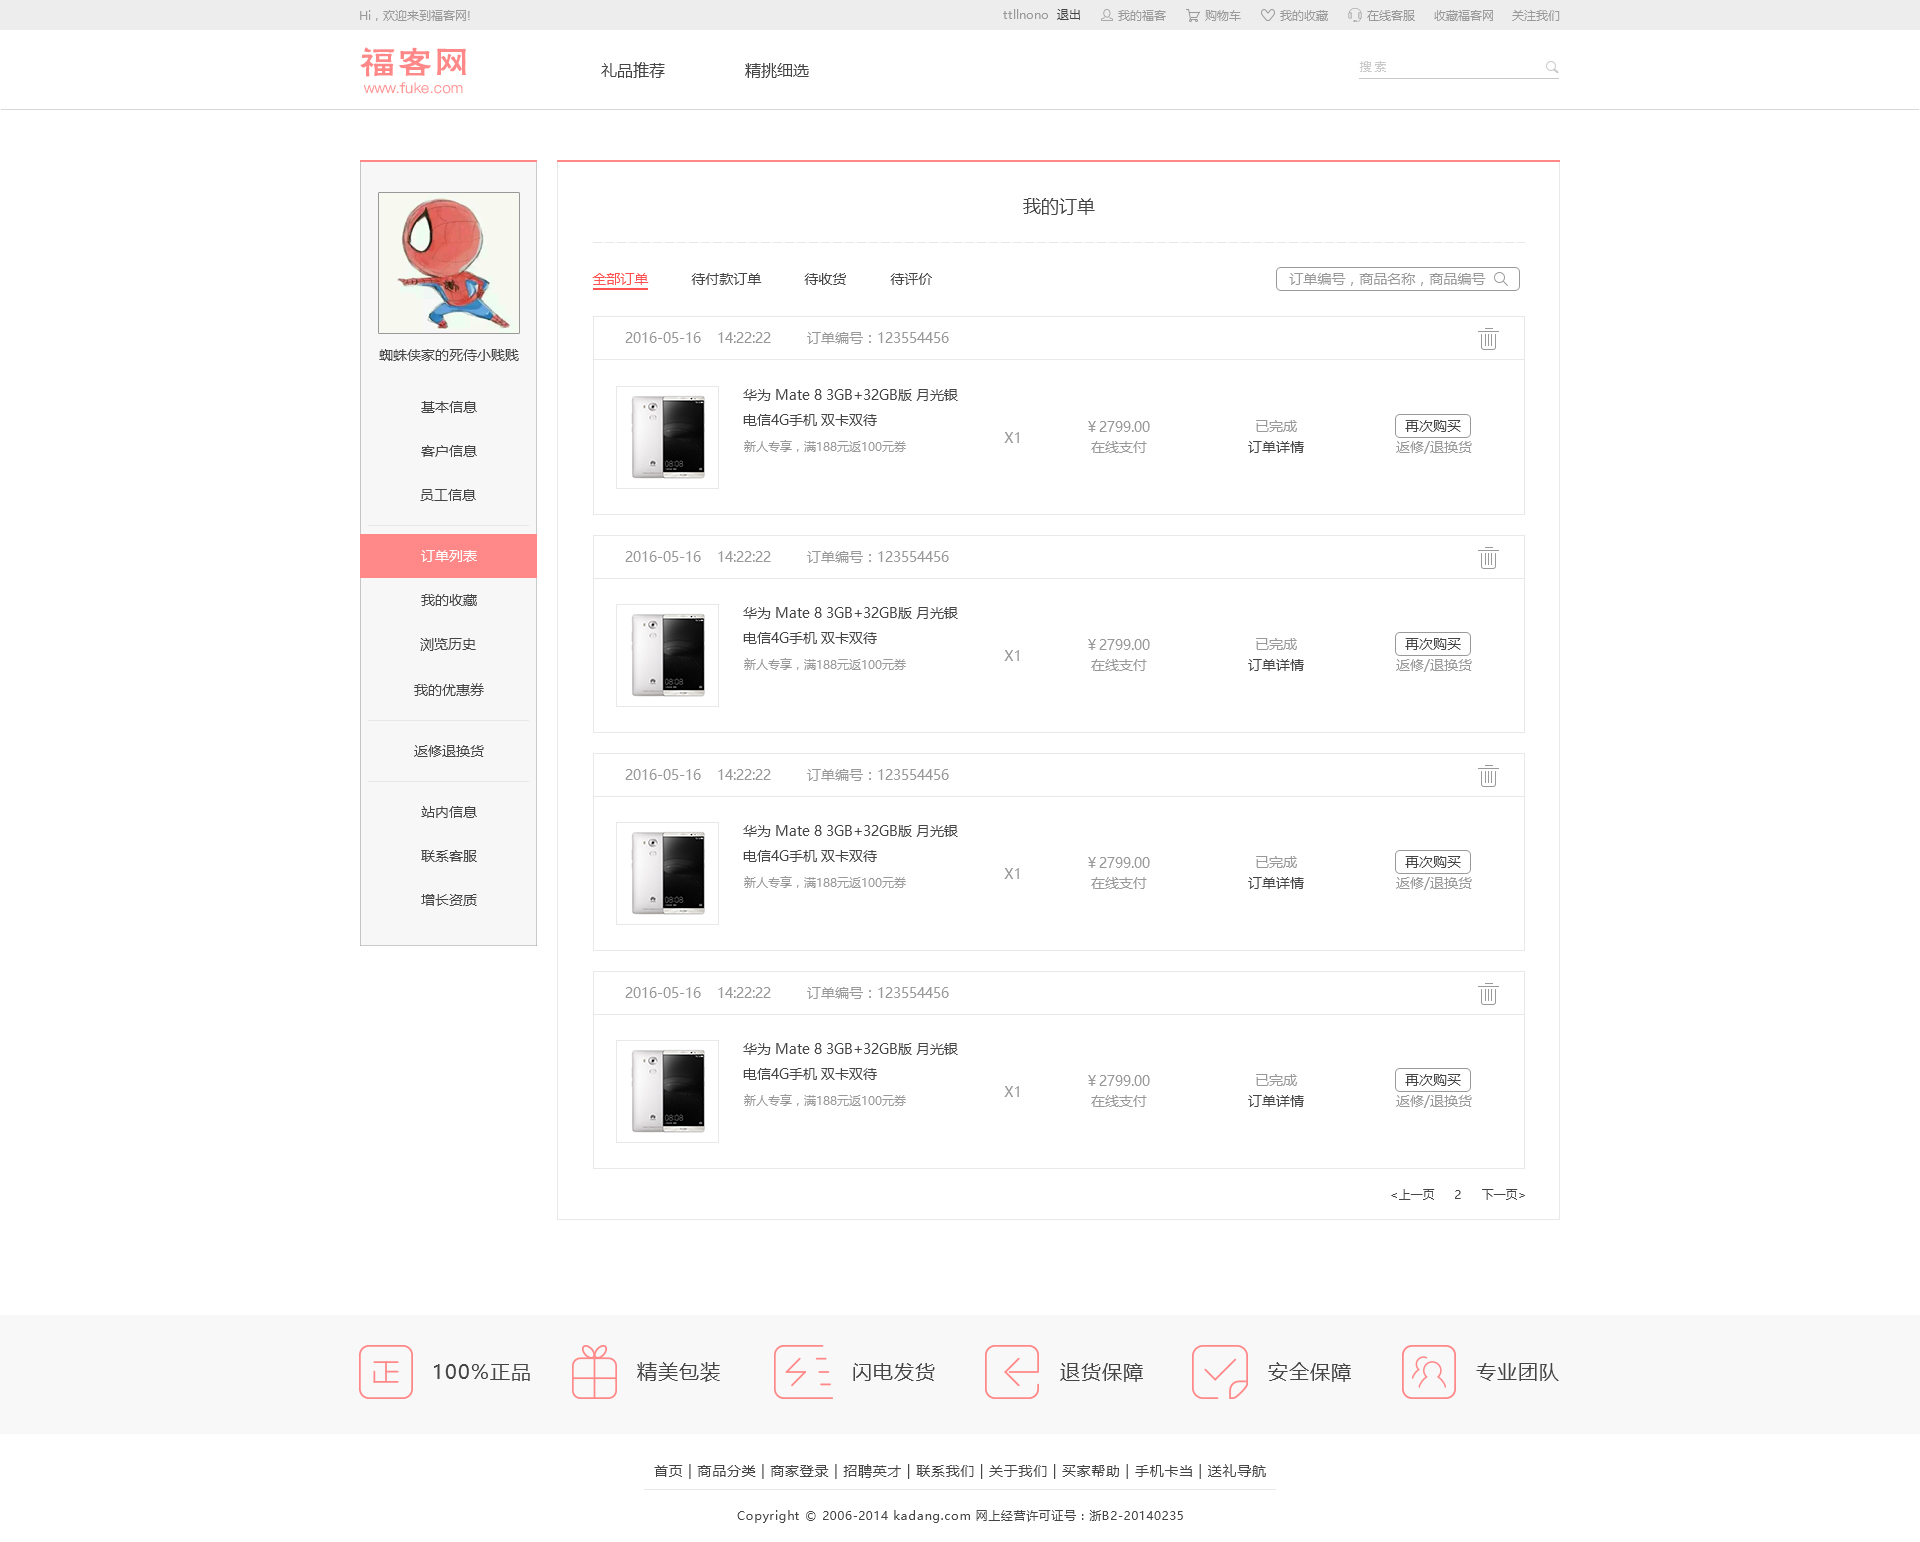 Hi，欢迎来到福客网!
ttllnono 退出 我的福客 购物车 我的收藏 在线客服 收藏福客网 关注我们
福客网
www.fuke.com
礼品推荐 精挑细选
搜索
蜘蛛侠家的死侍小贱贱
基本信息
客户信息
员工信息
订单列表
我的收藏
浏览历史
我的优惠券
返修退换货
站内信息
联系客服
增长资质
我的订单
全部订单 待付款订单 待收货 待评价 订单编号，商品名称，商品编号
2016-05-16 14:22:22 订单编号：123554456
华为 Mate 8 3GB+32GB版 月光银
电信4G手机 双卡双待
新人专享，满188元返100元券
08:08
X1
￥2799.00
在线支付
已完成
订单详情
再次购买
返修/退换货
2016-05-16 14:22:22 订单编号：123554456
华为 Mate 8 3GB+32GB版 月光银
电信4G手机 双卡双待
新人专享，满188元返100元券
08:08
X1
￥2799.00
在线支付
已完成
订单详情
再次购买
返修/退换货
2016-05-16 14:22:22 订单编号：123554456
华为 Mate 8 3GB+32GB版 月光银
电信4G手机 双卡双待
新人专享，满188元返100元券
08:08
X1
￥2799.00
在线支付
已完成
订单详情
再次购买
返修/退换货
2016-05-16 14:22:22 订单编号：123554456
华为 Mate 8 3GB+32GB版 月光银
电信4G手机 双卡双待
新人专享，满188元返100元券
08:08
X1
￥2799.00
在线支付
已完成
订单详情
再次购买
返修/退换货
<上一页 2 下一页>
正 100%正品 精美包装 闪电发货 退货保障 安全保障 专业团队
首页 | 商品分类 | 商家登录 | 招聘英才 | 联系我们 | 关于我们 | 买家帮助 | 手机卡当 | 送礼导航
Copyright © 2006-2014 kadang.com 网上经营许可证号：浙B2-20140235